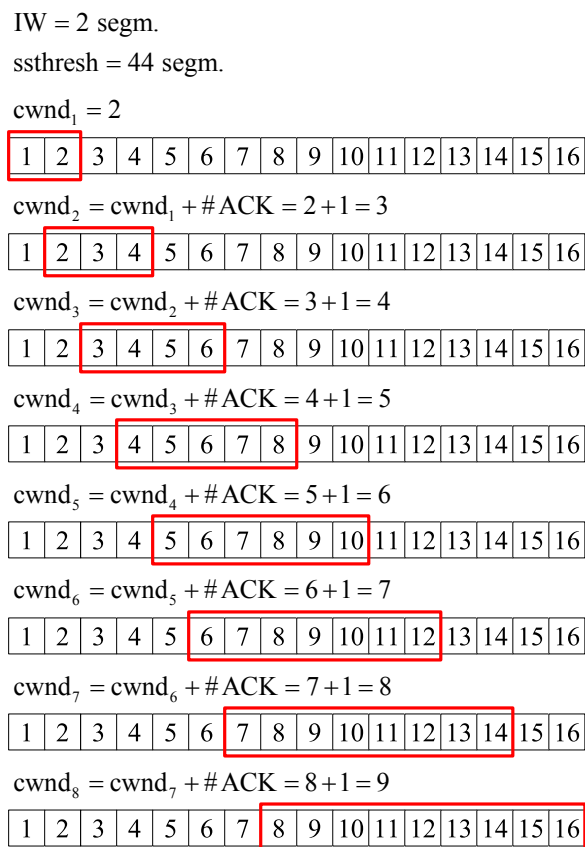 IW = 2 segm.
ssthresh = 44 segm.
cwnd₁ = 2
1 2 3 4 5 6 7 8 9 10 11 12 13 14 15 16
cwnd₂ = cwnd₁ + #ACK = 2+1 = 3
1 2 3 4 5 6 7 8 9 10 11 12 13 14 15 16
cwnd₃ = cwnd₂ + #ACK = 3+1 = 4
1 2 3 4 5 6 7 8 9 10 11 12 13 14 15 16
cwnd₄ = cwnd₃ + #ACK = 4+1 = 5
1 2 3 4 5 6 7 8 9 10 11 12 13 14 15 16
cwnd₅ = cwnd₄ + #ACK = 5+1 = 6
1 2 3 4 5 6 7 8 9 10 11 12 13 14 15 16
cwnd₆ = cwnd₅ + #ACK = 6+1 = 7
1 2 3 4 5 6 7 8 9 10 11 12 13 14 15 16
cwnd₇ = cwnd₆ + #ACK = 7+1 = 8
1 2 3 4 5 6 7 8 9 10 11 12 13 14 15 16
cwnd₈ = cwnd₇ + #ACK = 8+1 = 9
1 2 3 4 5 6 7 8 9 10 11 12 13 14 15 16